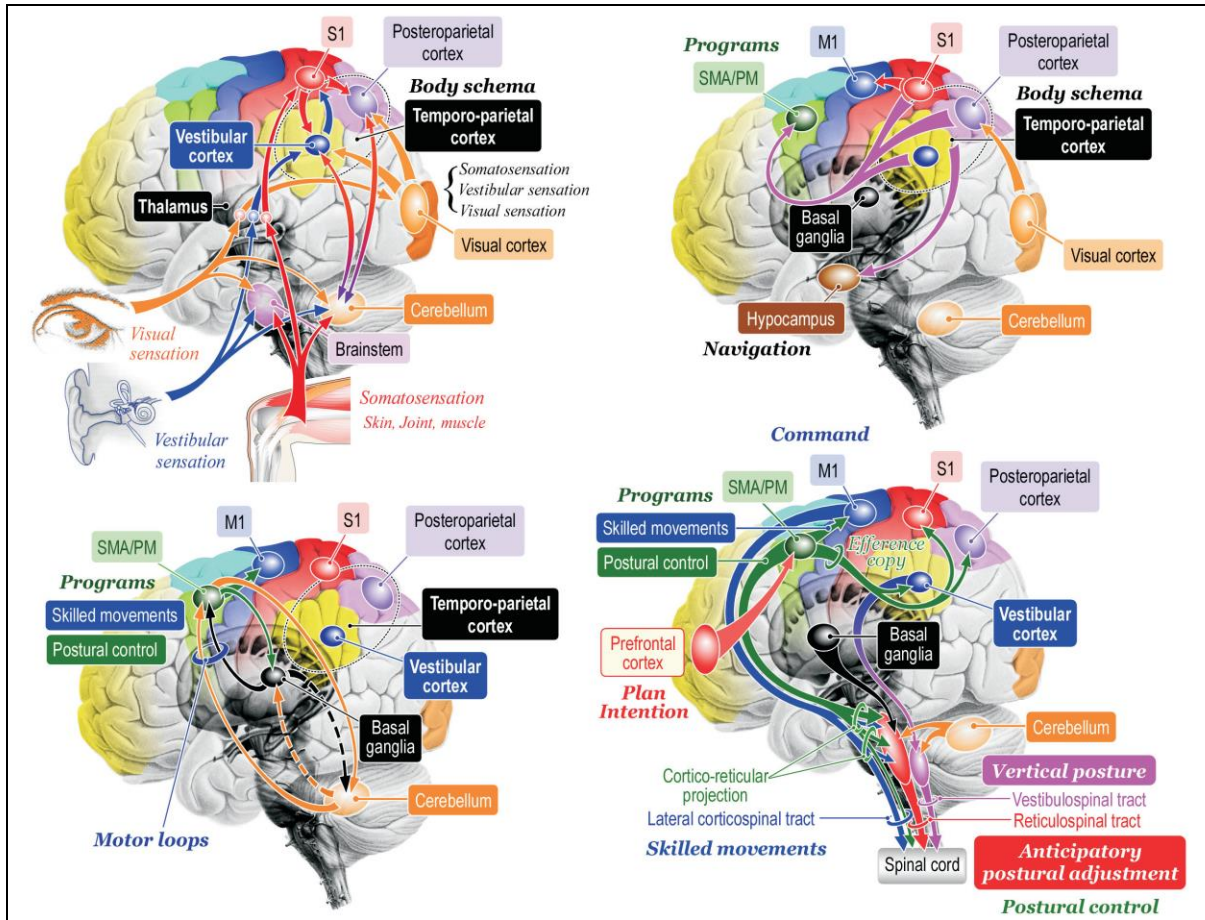 S1
Posteroparietal
cortex
Body schema
Temporo-parietal
cortex
Vestibular
cortex
Somatosensation
Vestibular sensation
Visual sensation
Thalamus
Visual cortex
Cerebellum
Visual
sensation
Brainstem
Somatosensation
Skin, Joint, muscle
Vestibular
sensation
Programs
M1
S1
Posteroparietal
cortex
SMA/PM
Body schema
Temporo-parietal
cortex
Basal
ganglia
Visual cortex
Hypocampus
Cerebellum
Navigation
M1
S1
Posteroparietal
cortex
SMA/PM
Programs
Skilled movements
Temporo-parietal
cortex
Postural control
Vestibular
cortex
Basal
ganglia
Cerebellum
Motor loops
Command
M1
S1
SMA/PM
Posteroparietal
cortex
Programs
Skilled movements
Efference
copy
Postural control
Vestibular
cortex
Prefrontal
cortex
Basal
ganglia
Plan
Intention
Cerebellum
Vertical posture
Cortico-reticular
projection
Vestibulospinal tract
Lateral corticospinal tract
Reticulospinal tract
Skilled movements
Spinal cord
Anticipatory
postural adjustment
Postural control